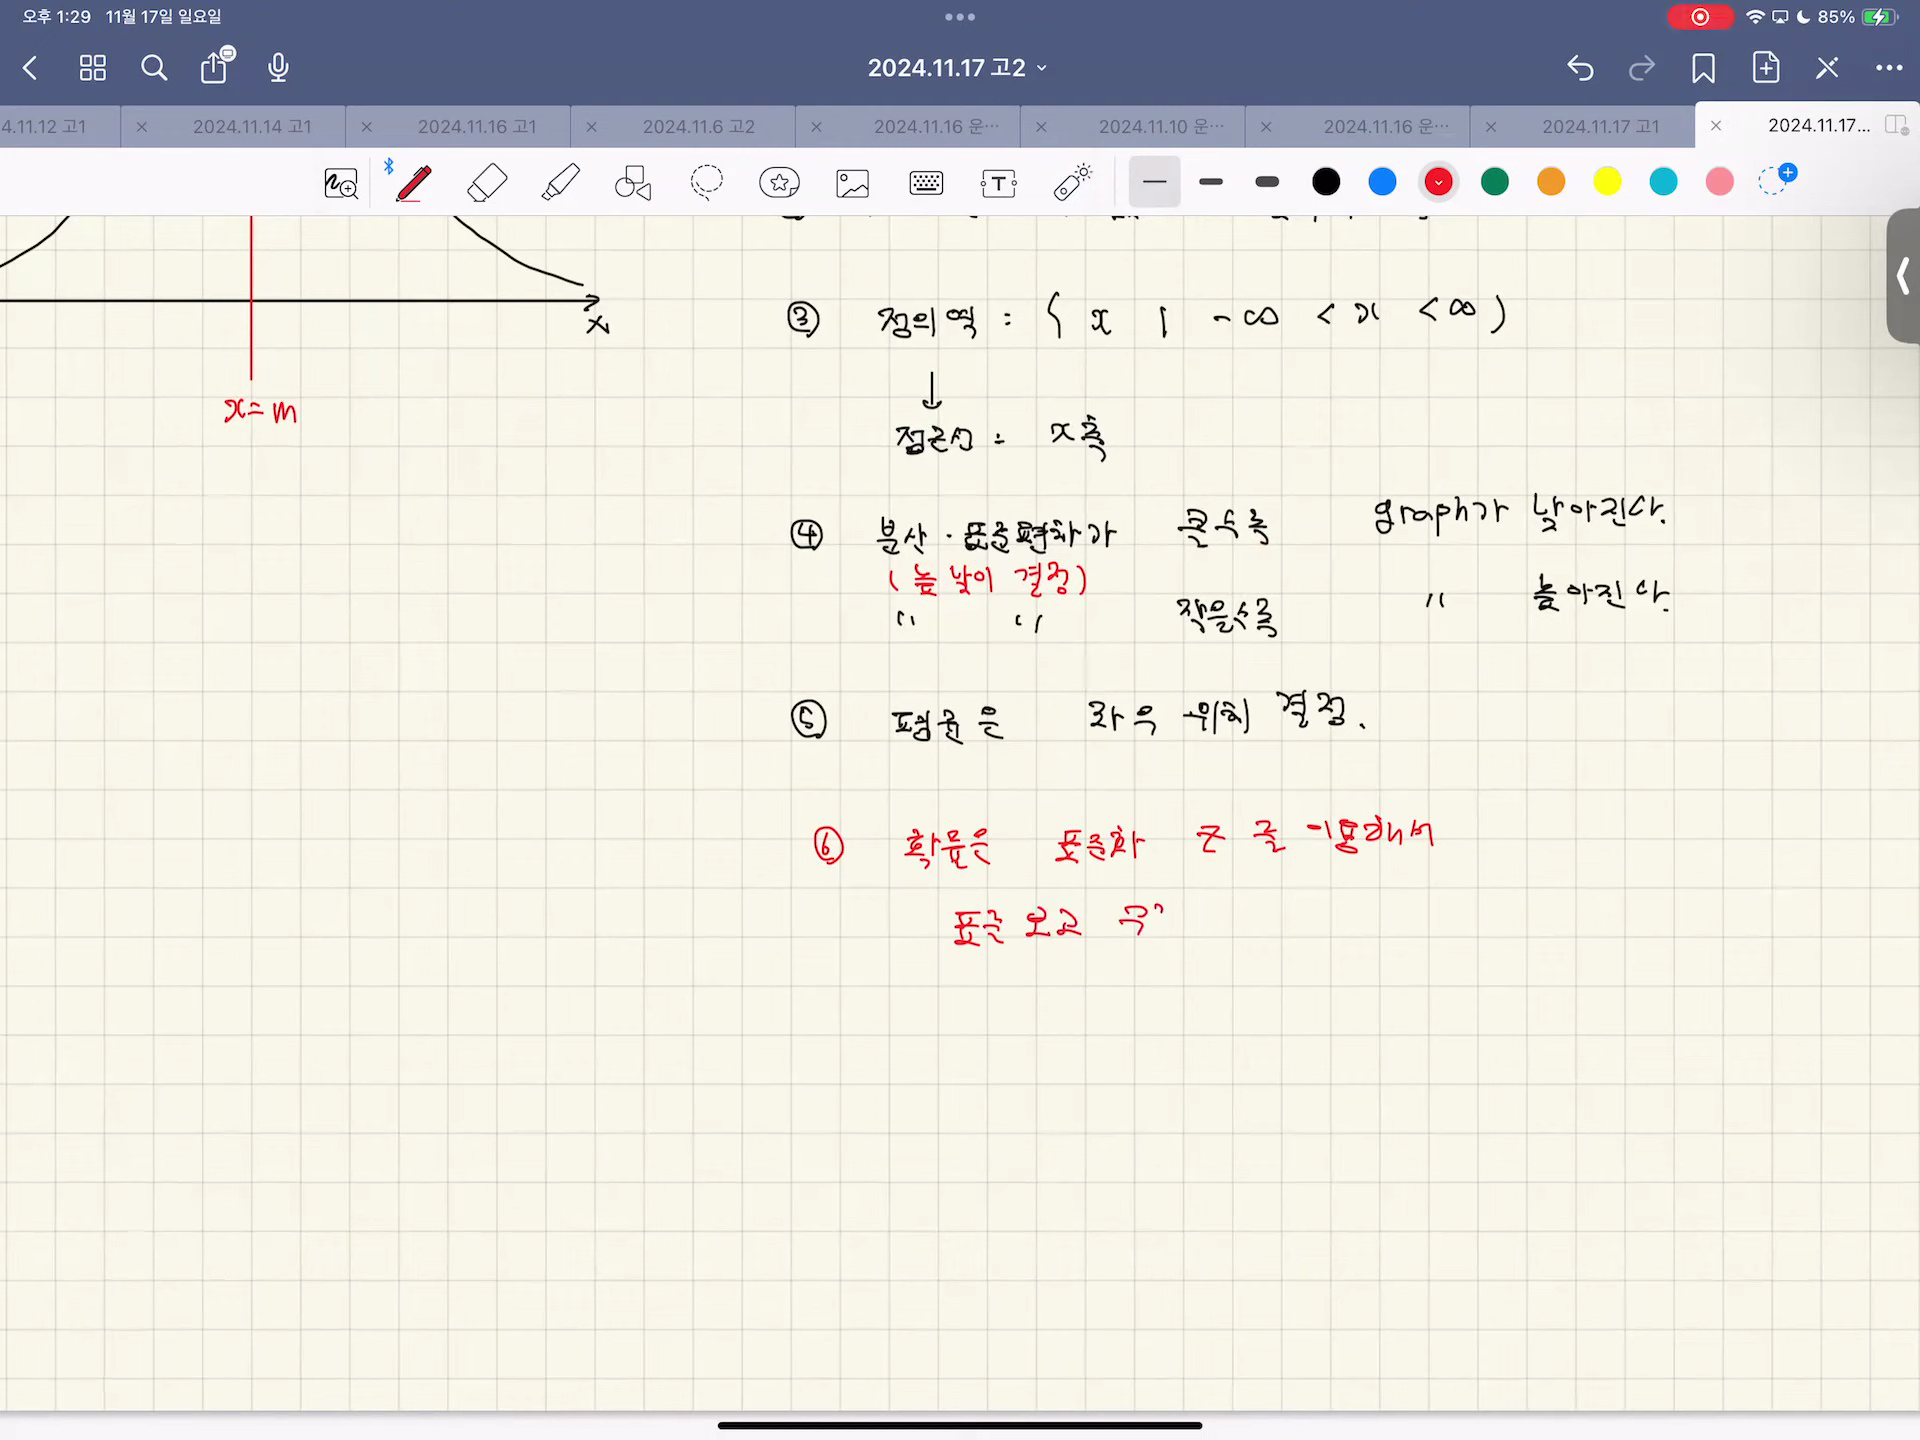 오후 1:29 11월 17일 일요일
85%
2024.11.17 고2
4.11.12 고1
2024.11.14 고1
2024.11.16 고1
2024.11.6 고2
2024.11.16 운…
2024.11.10 운…
2024.11.16 운…
2024.11.17 고1
2024.11.17...
x
x=m
③ 정의역 : { x | -∞ < x < ∞ )
↓
점근선 : x축
④ 분산 · 표준편차가 클수록 graph가 낮아진다.
(높낮이 결정)
〃 〃 작을수록 〃 높아진다.
⑤ 평균은 좌우 위치 결정.
⑥ 확률은 표준화 Z를 이용해서
표를 보고